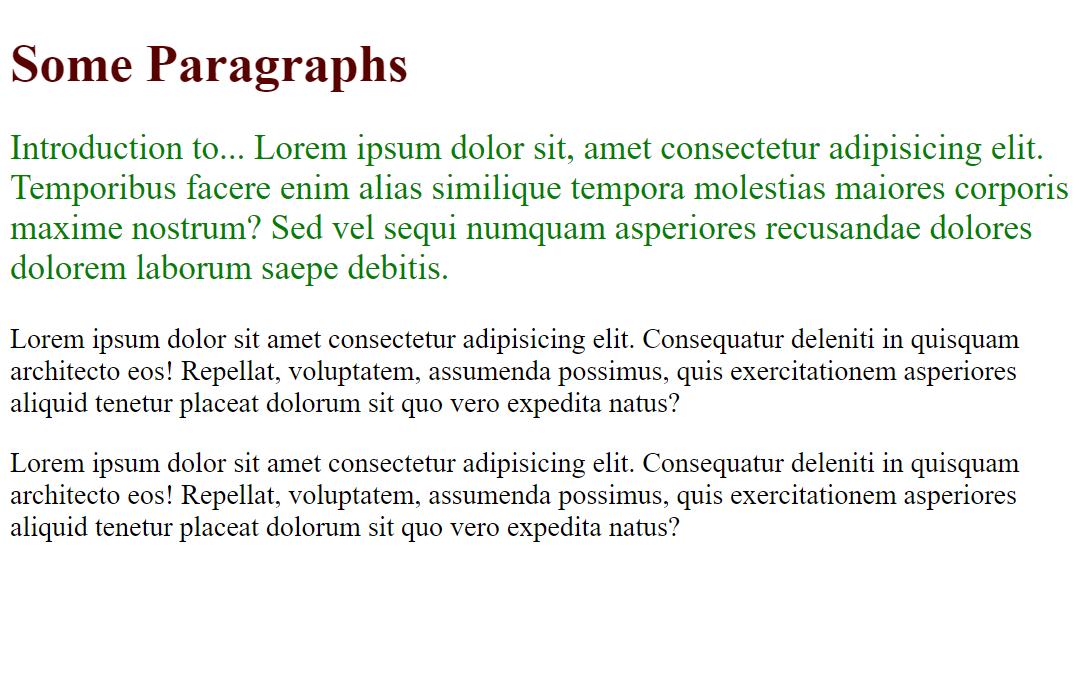 Some Paragraphs
Introduction to... Lorem ipsum dolor sit, amet consectetur adipisicing elit.
Temporibus facere enim alias similique tempora molestias maiores corporis
maxime nostrum? Sed vel sequi numquam asperiores recusandae dolores
dolorem laborum saepe debitis.
Lorem ipsum dolor sit amet consectetur adipisicing elit. Consequatur deleniti in quisquam
architecto eos! Repellat, voluptatem, assumenda possimus, quis exercitationem asperiores
aliquid tenetur placeat dolorum sit quo vero expedita natus?
Lorem ipsum dolor sit amet consectetur adipisicing elit. Consequatur deleniti in quisquam
architecto eos! Repellat, voluptatem, assumenda possimus, quis exercitationem asperiores
aliquid tenetur placeat dolorum sit quo vero expedita natus?